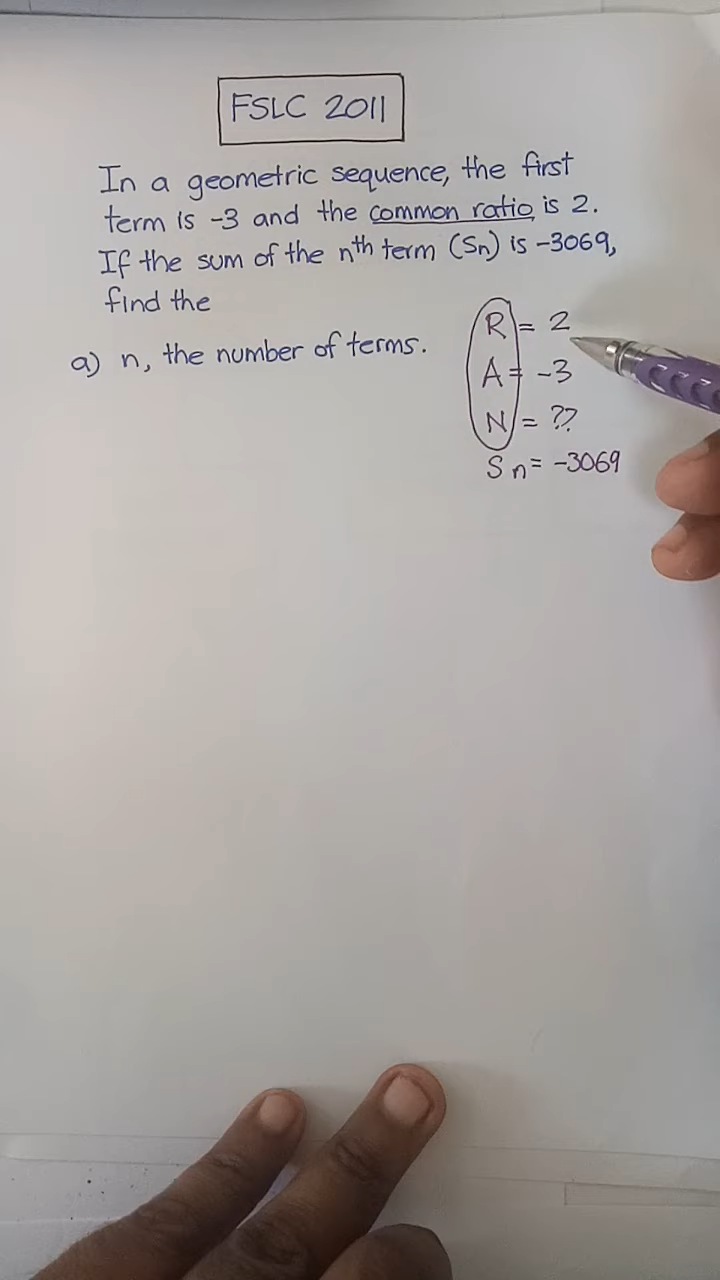 FSLC 2011
In a geometric sequence, the first
term is -3 and the common ratio is 2.
If the sum of the nth term (Sn) is -3069,
find the
a) n, the number of terms.
R = 2
A = -3
N = ??
Sn = -3069